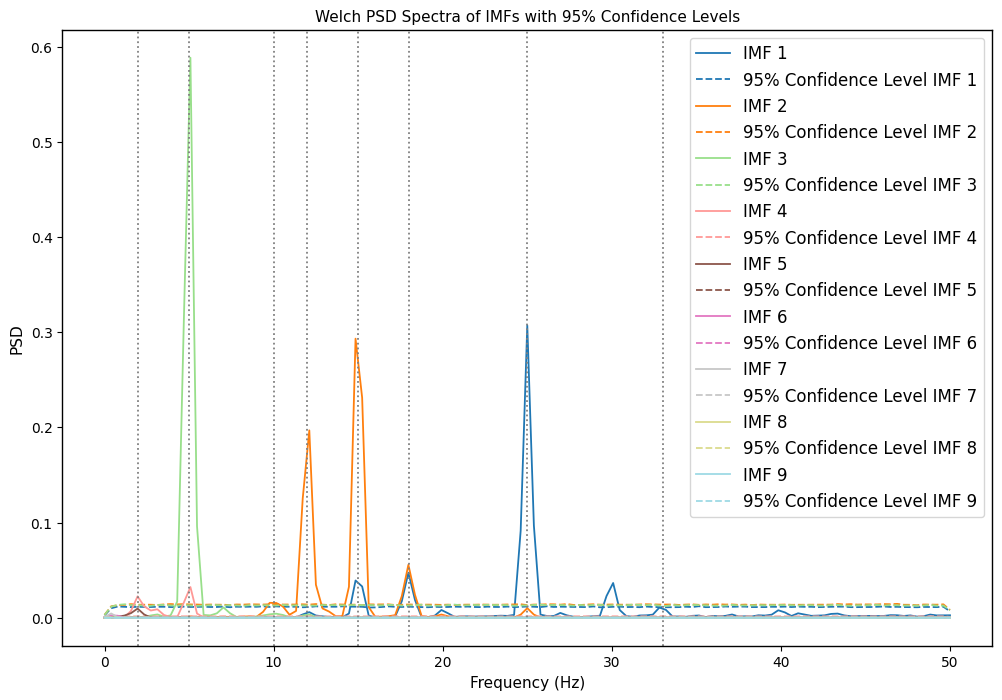 Welch PSD Spectra of IMFs with 95% Confidence Levels
PSD
0.6
0.5
0.4
0.3
0.2
0.1
0.0
IMF 1
95% Confidence Level IMF 1
IMF 2
95% Confidence Level IMF 2
IMF 3
95% Confidence Level IMF 3
IMF 4
95% Confidence Level IMF 4
IMF 5
95% Confidence Level IMF 5
IMF 6
95% Confidence Level IMF 6
IMF 7
95% Confidence Level IMF 7
IMF 8
95% Confidence Level IMF 8
IMF 9
95% Confidence Level IMF 9
0 10 20 30 40 50
Frequency (Hz)